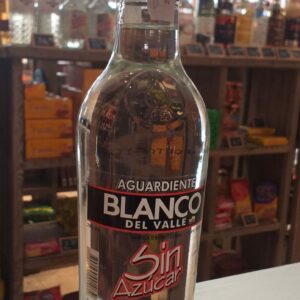 AGUARDIENTE
BLANCO
DEL VALLE
Sin
Azúcar